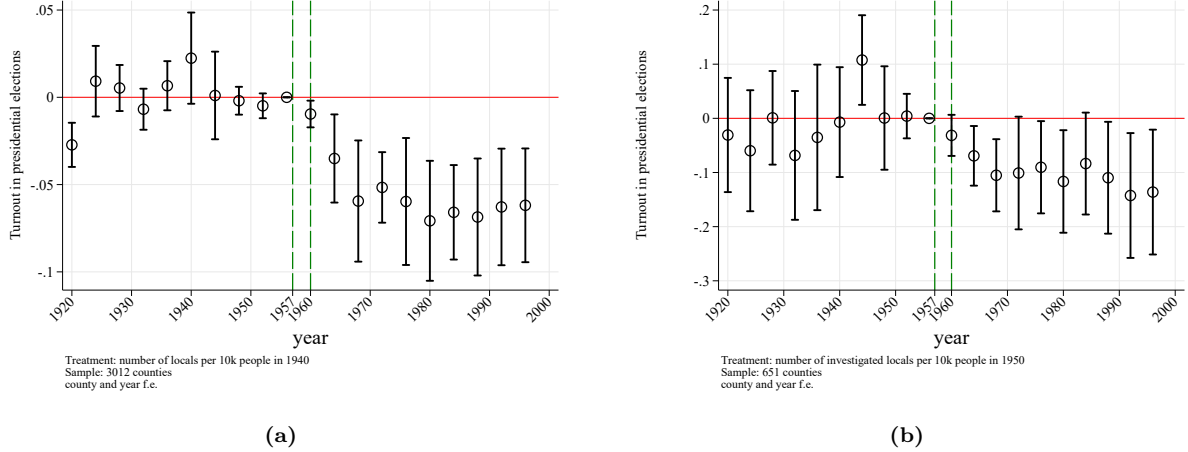 .05
0
-.05
-.1
Turnout in presidential elections
1920
1930
1940
1950
1957
1960
1970
1980
1990
2000
year
Treatment: number of locals per 10k people in 1940
Sample: 3012 counties
county and year f.e.
(a)
.2
.1
0
-.1
-.2
-.3
Turnout in presidential elections
1920
1930
1940
1950
1957
1960
1970
1980
1990
2000
year
Treatment: number of investigated locals per 10k people in 1950
Sample: 651 counties
county and year f.e.
(b)